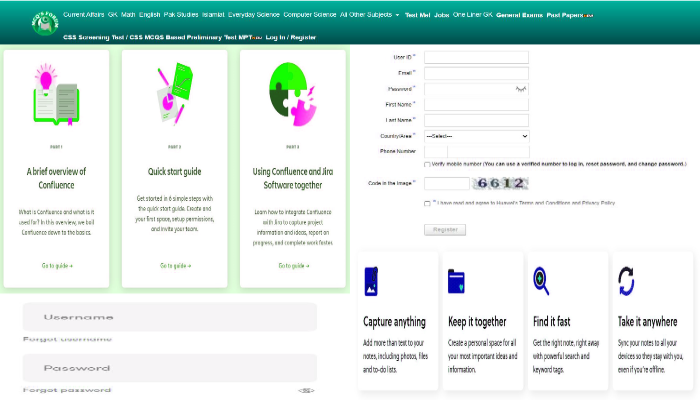 MCQS FORUM
Current Affairs GK Math English Pak Studies Islamiat Everyday Science Computer Science All Other Subjects Test Me! Jobs One Liner GK General Exams Past Papers
CSS Screening Test / CSS MCQS Based Preliminary Test MPT Log In / Register
PART 1
A brief overview of
Confluence
What is Confluence and what is it
used for? In this overview, we boil
Confluence down to the basics.
Go to guide →
PART 2
Quick start guide
Get started in 6 simple steps with
the quick start guide. Create and
your first space, setup permissions,
and invite your team.
Go to guide →
PART 3
Using Confluence and Jira
Software together
Learn how to integrate Confluence
with Jira to capture project
information and ideas, report on
progress, and complete work faster.
Go to guide →
User ID *
Email *
Password *
First Name *
Last Name *
Country/Area * ---Select---
Phone Number
Verify mobile number (You can use a verified number to log in, reset password, and change password.)
Code in the Image * 6612
* I have read and agree to Huawei's Terms and Conditions and Privacy Policy
Register
Username
Forgot username
Password
Forgot password
Capture anything
Add more than text to your
notes, including photos, files
and to-do lists.
Keep it together
Create a personal space for all
your most important ideas and
information.
Find it fast
Get the right note, right away
with powerful search and
keyword tags.
Take it anywhere
Sync your notes to all your
devices so they stay with you,
even if you're offline.